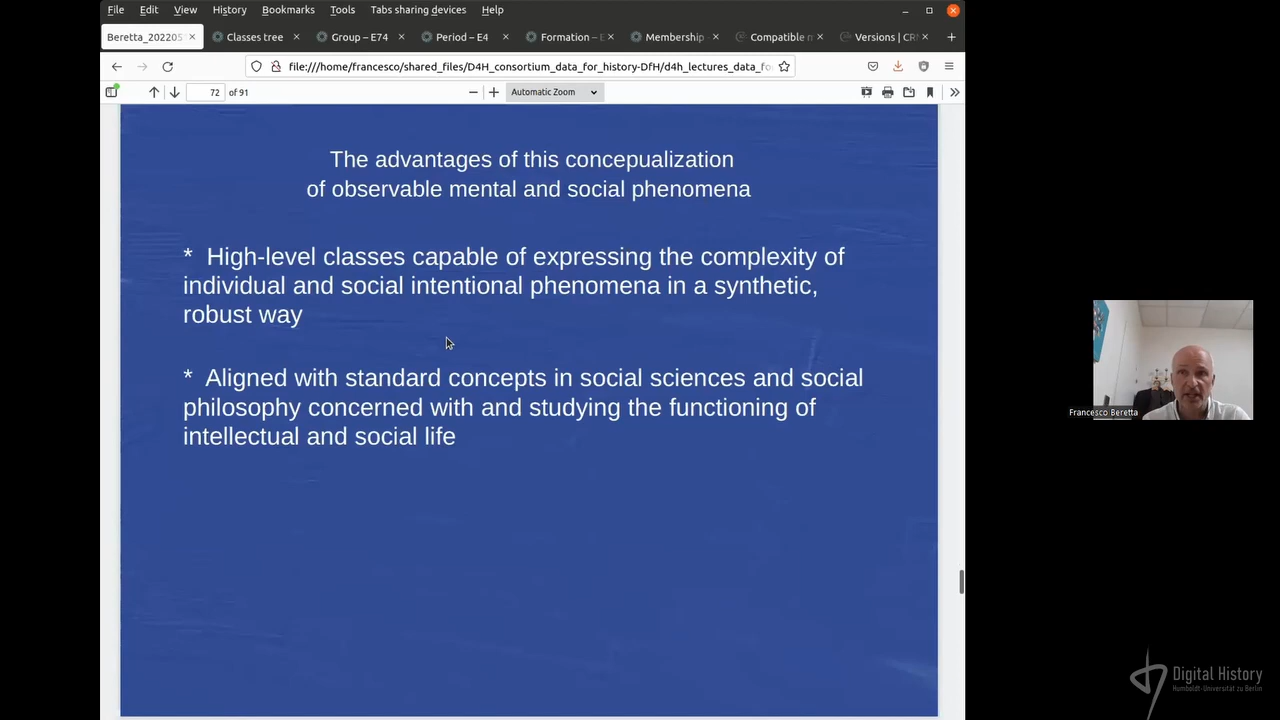 File Edit View History Bookmarks Tools Tabs sharing devices Help
Beretta_202205 Classes tree Group – E74 Period – E4 Formation – E Membership - Compatible m Versions | CR
file:///home/francesco/shared_files/D4H_consortium_data_for_history-DfH/d4h_lectures_data_fo
72 of 91 Automatic Zoom
The advantages of this concepualization
of observable mental and social phenomena
* High-level classes capable of expressing the complexity of
individual and social intentional phenomena in a synthetic,
robust way
* Aligned with standard concepts in social sciences and social
philosophy concerned with and studying the functioning of
intellectual and social life
Francesco Beretta
Digital History
Humboldt-Universität zu Berlin